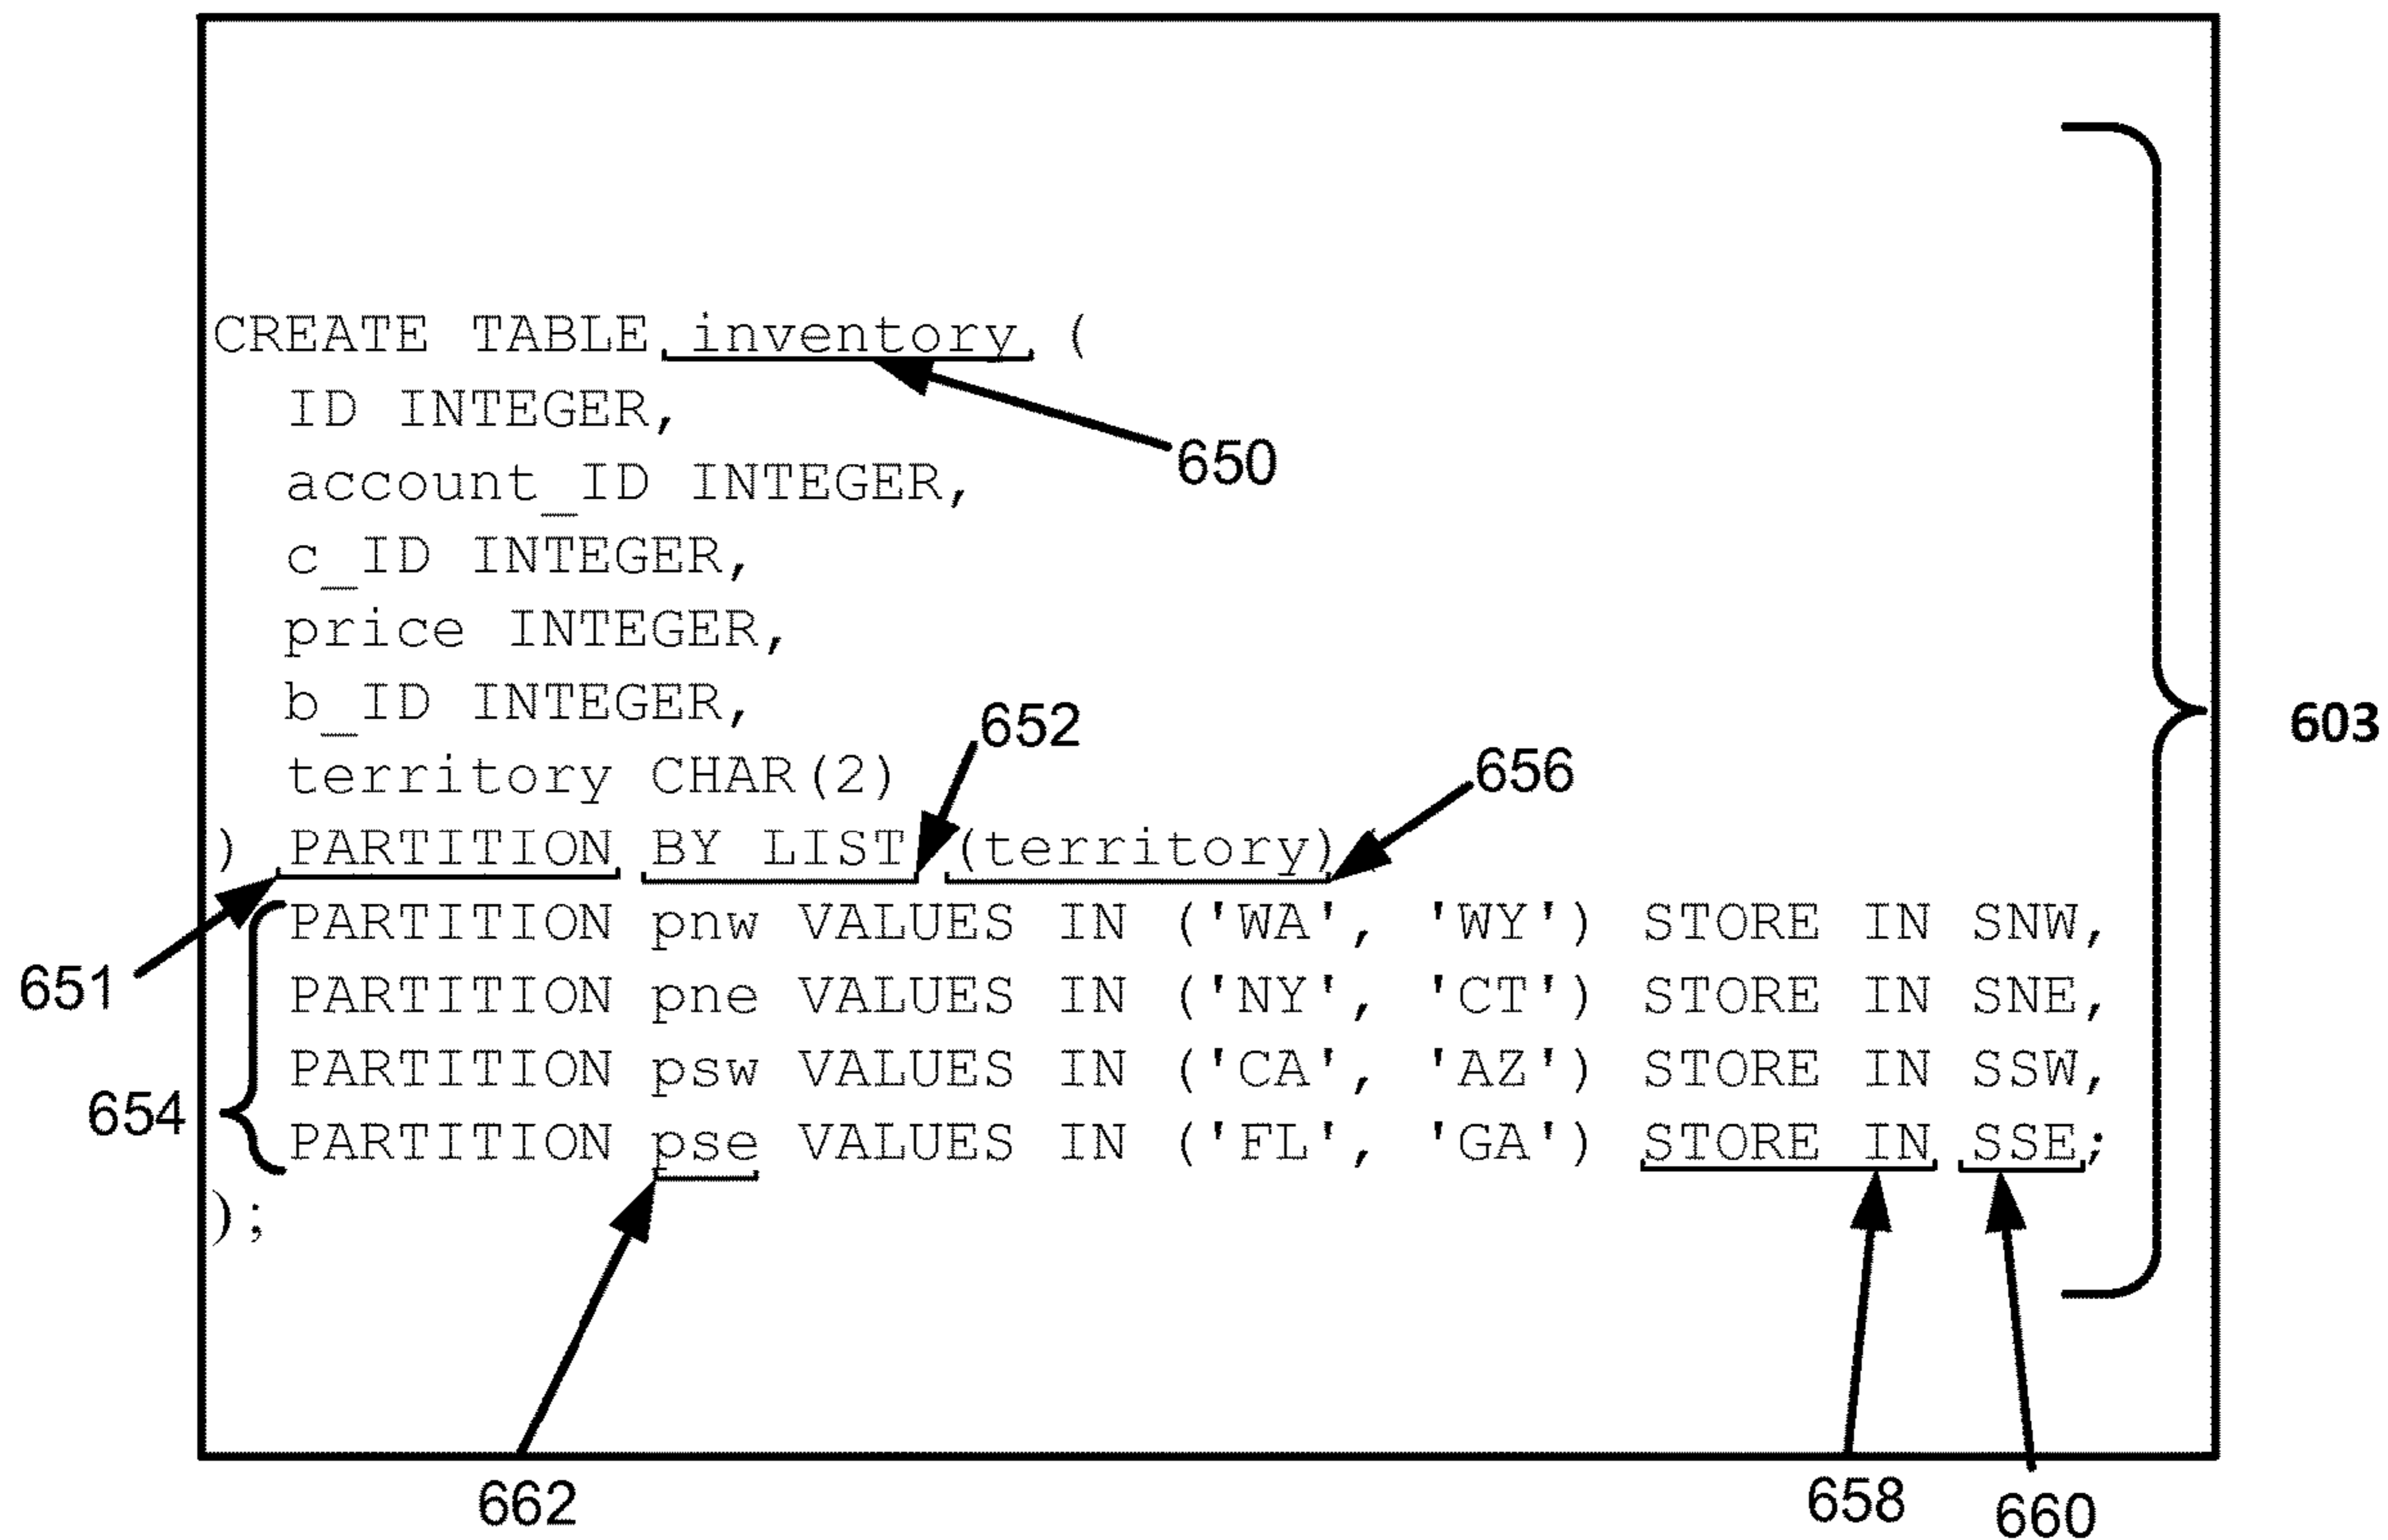 CREATE TABLE inventory (
ID INTEGER,
650
account_ID INTEGER,
c_ID INTEGER,
price INTEGER,
b_ID INTEGER,
652
603
territory CHAR(2)
656
) PARTITION BY LIST (territory) (
PARTITION pnw VALUES IN ('WA', 'WY') STORE IN SNW,
651
PARTITION pne VALUES IN ('NY', 'CT') STORE IN SNE,
PARTITION psw VALUES IN ('CA', 'AZ') STORE IN SSW,
654
PARTITION pse VALUES IN ('FL', 'GA') STORE IN SSE;
);
662
658
660